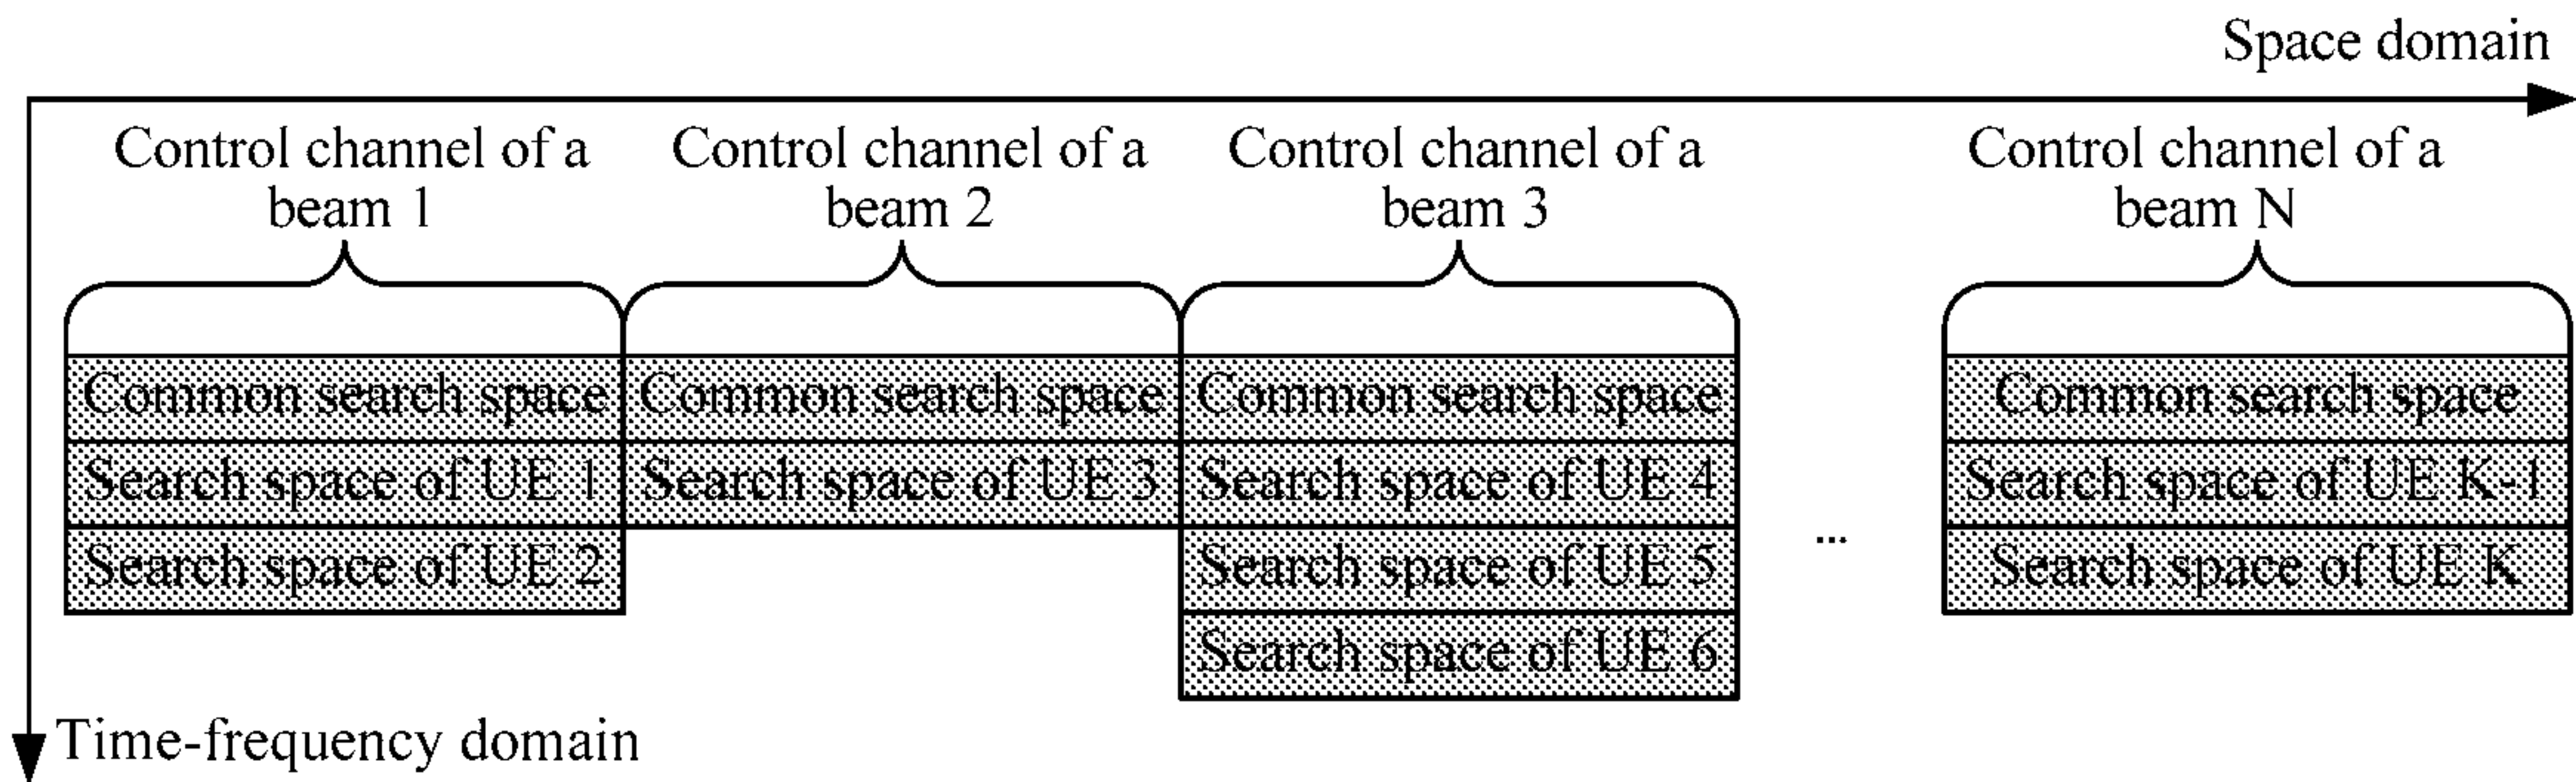 Space domain
Control channel of a
beam 1
Control channel of a
beam 2
Control channel of a
beam 3
Control channel of a
beam N
Common search space
Search space of UE 1
Search space of UE 2
Common search space
Search space of UE 3
Common search space
Search space of UE 4
Search space of UE 5
Search space of UE 6
...
Common search space
Search space of UE K-1
Search space of UE K
Time-frequency domain